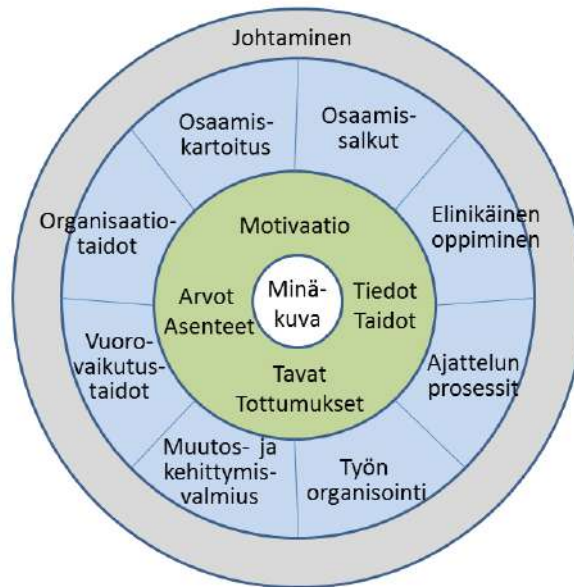 Johtaminen
Osaamis-
kartoitus
Osaamis-
salkut
Elinikäinen
oppiminen
Ajattelun
prosessit
Työn
organisointi
Muutos- ja
kehittymis-
valmius
Vuoro-
vaikutus-
taidot
Organisaatio-
taidot
Motivaatio
Tiedot
Taidot
Tavat
Tottumukset
Arvot
Asenteet
Minä-
kuva